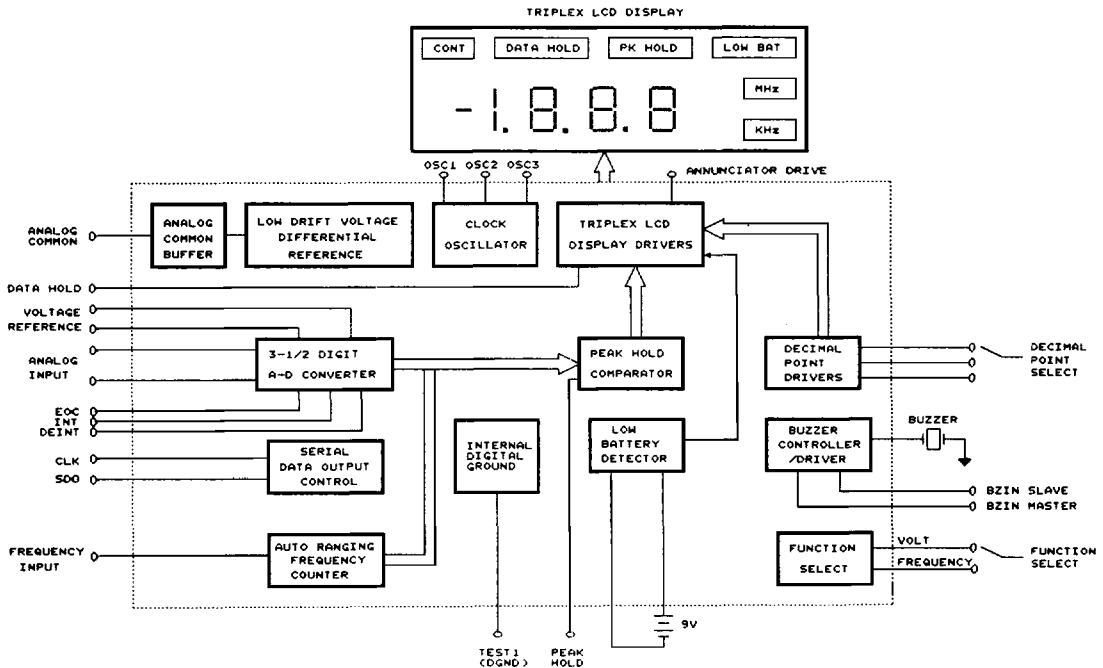 TRIPLEX LCD DISPLAY
CONT
DATA HOLD
PK HOLD
LOW BAT
-1.8.8.8
MHz
KHz
OSC1 OSC2 OSC3
ANNUNCIATOR DRIVE
ANALOG
COMMON
ANALOG
COMMON
BUFFER
LOW DRIFT VOLTAGE
DIFFERENTIAL
REFERENCE
CLOCK
OSCILLATOR
TRIPLEX LCD
DISPLAY DRIVERS
DATA HOLD
VOLTAGE
REFERENCE
ANALOG
INPUT
3-1/2 DIGIT
A-D CONVERTER
PEAK HOLD
COMPARATOR
DECIMAL
POINT
DRIVERS
DECIMAL
POINT
SELECT
EOC
INT
DEINT
CLK
SDO
SERIAL
DATA OUTPUT
CONTROL
INTERNAL
DIGITAL
GROUND
LOW
BATTERY
DETECTOR
BUZZER
CONTROLLER
/DRIVER
BUZZER
BZIN SLAVE
BZIN MASTER
FREQUENCY
INPUT
AUTO RANGING
FREQUENCY
COUNTER
FUNCTION
SELECT
VOLT
FREQUENCY
FUNCTION
SELECT
9V
TEST1
(DGND)
PEAK
HOLD